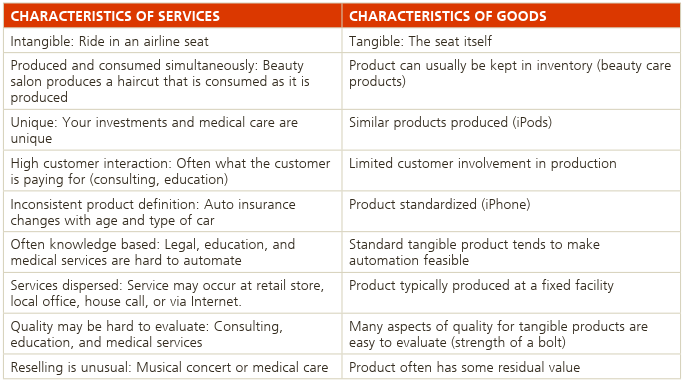 CHARACTERISTICS OF SERVICES
CHARACTERISTICS OF GOODS
Intangible: Ride in an airline seat
Tangible: The seat itself
Produced and consumed simultaneously: Beauty
salon produces a haircut that is consumed as it is
produced
Product can usually be kept in inventory (beauty care
products)
Unique: Your investments and medical care are
unique
Similar products produced (iPods)
High customer interaction: Often what the customer
is paying for (consulting, education)
Limited customer involvement in production
Inconsistent product definition: Auto insurance
changes with age and type of car
Product standardized (iPhone)
Often knowledge based: Legal, education, and
medical services are hard to automate
Standard tangible product tends to make
automation feasible
Services dispersed: Service may occur at retail store,
local office, house call, or via Internet.
Product typically produced at a fixed facility
Quality may be hard to evaluate: Consulting,
education, and medical services
Many aspects of quality for tangible products are
easy to evaluate (strength of a bolt)
Reselling is unusual: Musical concert or medical care
Product often has some residual value